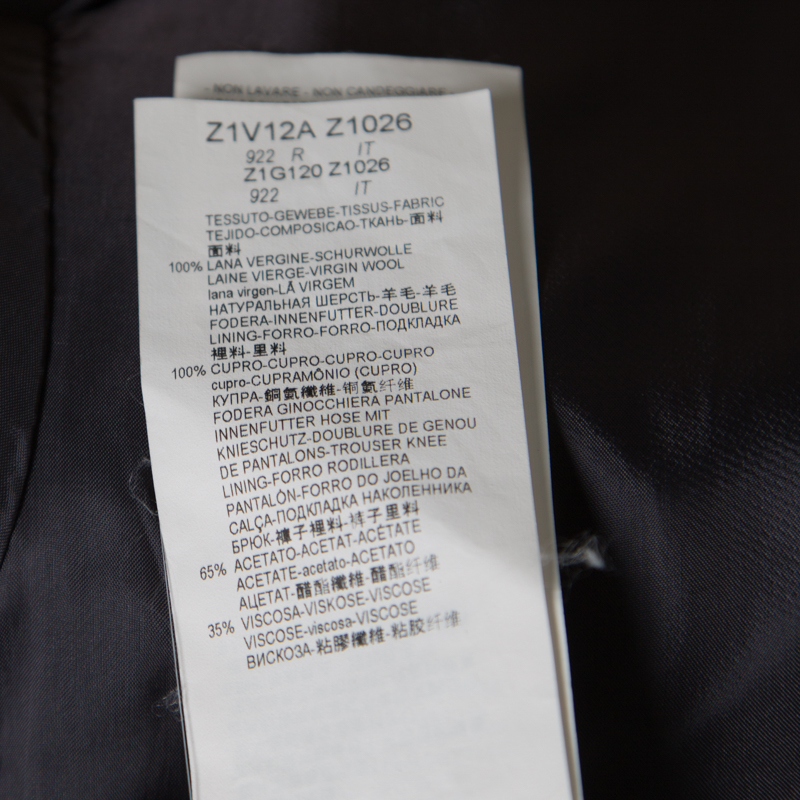 - NON LAVARE - NON CANDEGGIARE
Z1V12A Z1026
922 R IT
Z1G120 Z1026
922 IT
TESSUTO-GEWEBE-TISSUS-FABRIC
TEJIDO-COMPOSICAO-ТКАНЬ-面料
面料
100% LANA VERGINE-SCHURWOLLE
LAINE VIERGE-VIRGIN WOOL
lana virgen-LÃ VIRGEM
НАТУРАЛЬНАЯ ШЕРСТЬ-羊毛-羊毛
FODERA-INNENFUTTER-DOUBLURE
LINING-FORRO-FORRO-ПОДКЛАДКА
裡料-里料
100% CUPRO-CUPRO-CUPRO-CUPRO
cupro-CUPRAMÔNIO (CUPRO)
КУПРА-銅氨纖維-铜氨纤维
FODERA GINOCCHIERA PANTALONE
INNENFUTTER HOSE MIT
KNIESCHUTZ-DOUBLURE DE GENOU
DE PANTALONS-TROUSER KNEE
LINING-FORRO RODILLERA
PANTALÓN-FORRO DO JOELHO DA
CALÇA-ПОДКЛАДКА НАКОЛЕННИКА
БРЮК-褲子裡料-裤子里料
65% ACETATO-ACETAT-ACÉTATE
ACETATE-acetato-ACETATO
АЦЕТАТ-醋酯纖維-醋酯纤维
35% VISCOSA-VISKOSE-VISCOSE
VISCOSE-viscosa-VISCOSE
ВИСКОЗА-粘膠纖維-粘胶纤维